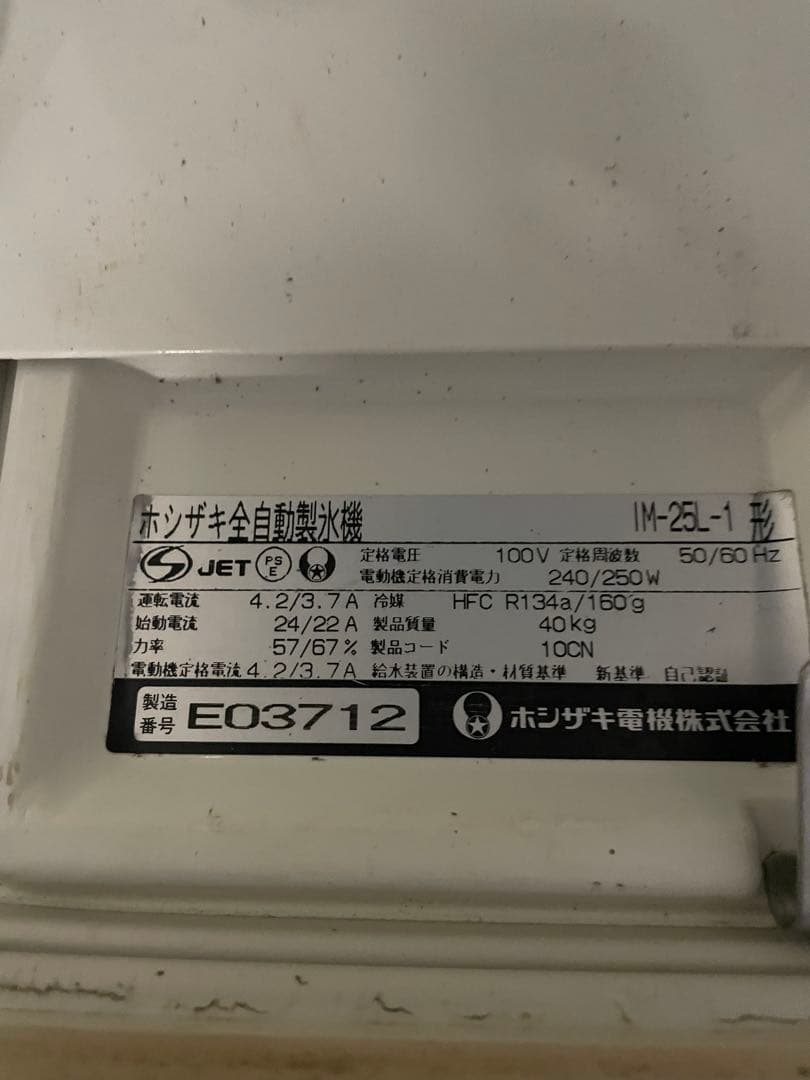 ホシザキ全自動製氷機 IM-25L-1 形
S JET PS E 定格電圧 100V 定格周波数 50/60Hz
電動機定格消費電力 240/250W
運転電流 4.2/3.7A 冷媒 HFC R134a/160g
始動電流 24/22A 製品質量 40kg
力率 57/67% 製品コード 10CN
電動機定格電流 4.2/3.7A 給水装置の構造・材質基準 新基準 自己認証
製造番号 E03712 ホシザキ電機株式会社